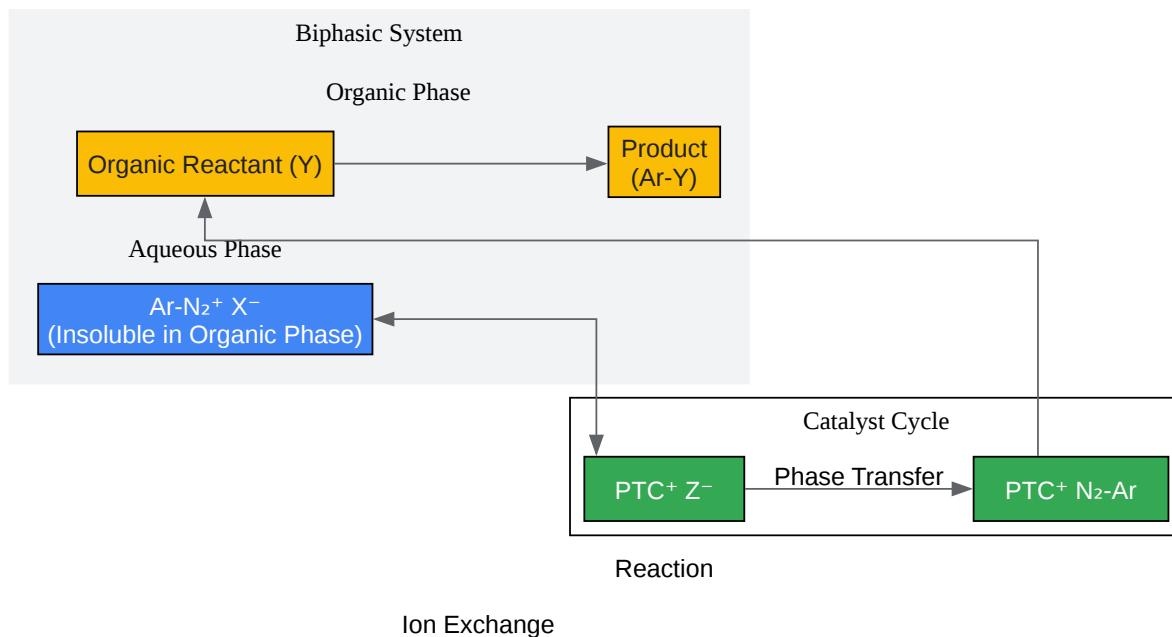 Biphasic System
Organic Phase
Organic Reactant (Y)
Product
(Ar-Y)
Aqueous Phase
Ar-N₂⁺ X⁻
(Insoluble in Organic Phase)
Catalyst Cycle
PTC⁺ Z⁻
Phase Transfer
PTC⁺ N₂-Ar
Reaction
Ion Exchange